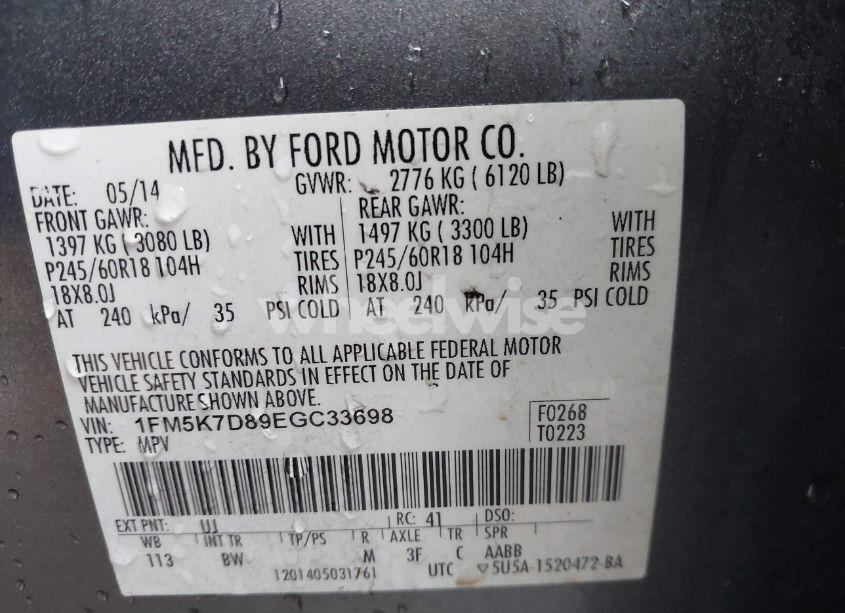 MFD. BY FORD MOTOR CO.
DATE: 05/14 GVWR: 2776 KG ( 6120 LB)
FRONT GAWR: REAR GAWR:
1397 KG ( 3080 LB) WITH 1497 KG ( 3300 LB) WITH
P245/60R18 104H TIRES P245/60R18 104H TIRES
18X8.0J RIMS 18X8.0J RIMS
AT 240 kPa/ 35 PSI COLD AT 240 kPa/ 35 PSI COLD
wheelwise
THIS VEHICLE CONFORMS TO ALL APPLICABLE FEDERAL MOTOR
VEHICLE SAFETY STANDARDS IN EFFECT ON THE DATE OF
MANUFACTURE SHOWN ABOVE.
VIN: 1FM5K7D89EGC33698 F0268
TYPE: MPV T0223
EXT PNT: UJ RC: 41 DSO:
WB INT TR TP/PS R AXLE TR SPR
113 BW M 3F C AABB
1201405031761 UTC ▽5U5A-1520472-BA